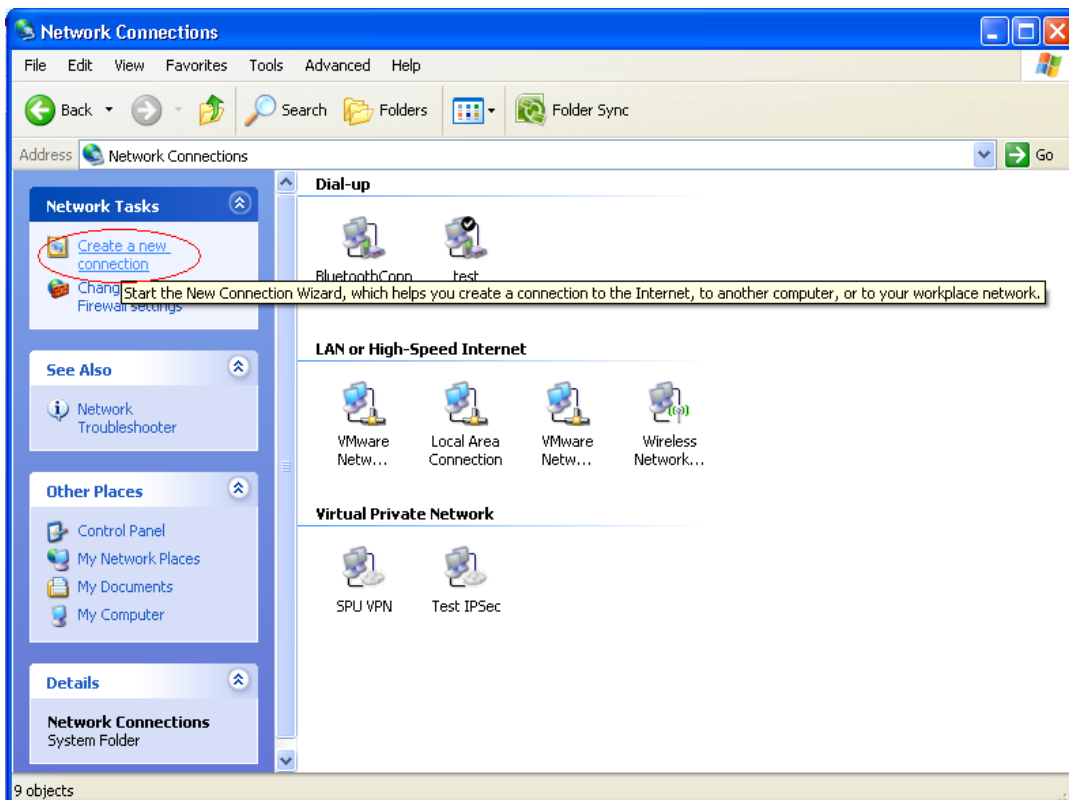 Network Connections
File Edit View Favorites Tools Advanced Help
Back Search Folders Folder Sync
Address Network Connections Go
Network Tasks
Create a new
connection
Chang
Firewall settings
Start the New Connection Wizard, which helps you create a connection to the Internet, to another computer, or to your workplace network.
See Also
Network
Troubleshooter
Other Places
Control Panel
My Network Places
My Documents
My Computer
Details
Network Connections
System Folder
Dial-up
BluetoothConn test
LAN or High-Speed Internet
VMware Local Area VMware Wireless
Netw... Connection Netw... Network...
Virtual Private Network
SPU VPN Test IPSec
9 objects